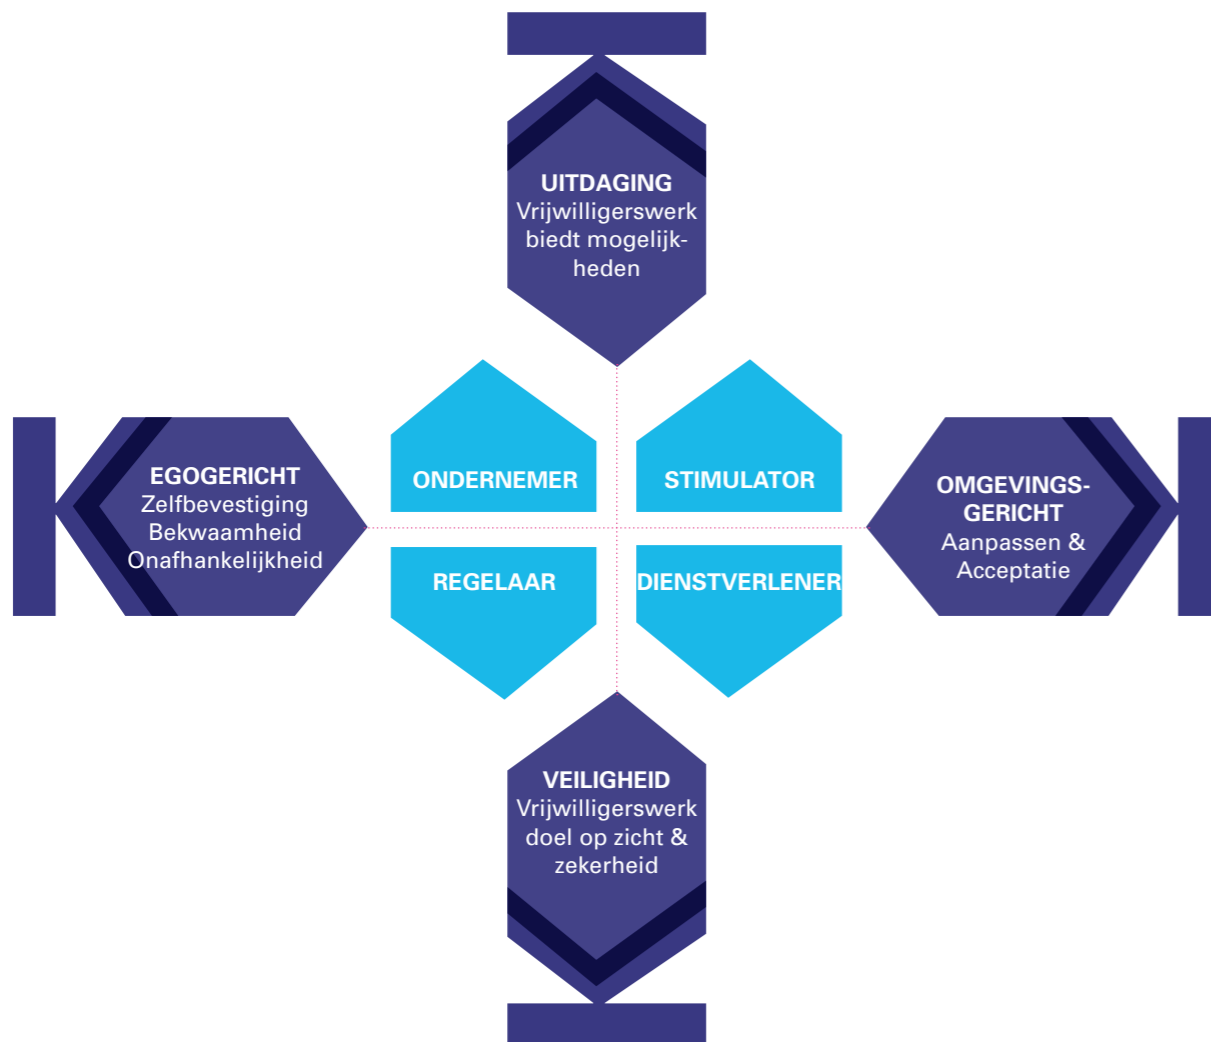 UITDAGING
Vrijwilligerswerk
biedt mogelijk-
heden
ONDERNEMER
STIMULATOR
EGOGERICHT
Zelfbevestiging
Bekwaamheid
Onafhankelijkheid
OMGEVINGS-
GERICHT
Aanpassen &
Acceptatie
REGELAAR
DIENSTVERLENER
VEILIGHEID
Vrijwilligerswerk
doel op zicht &
zekerheid